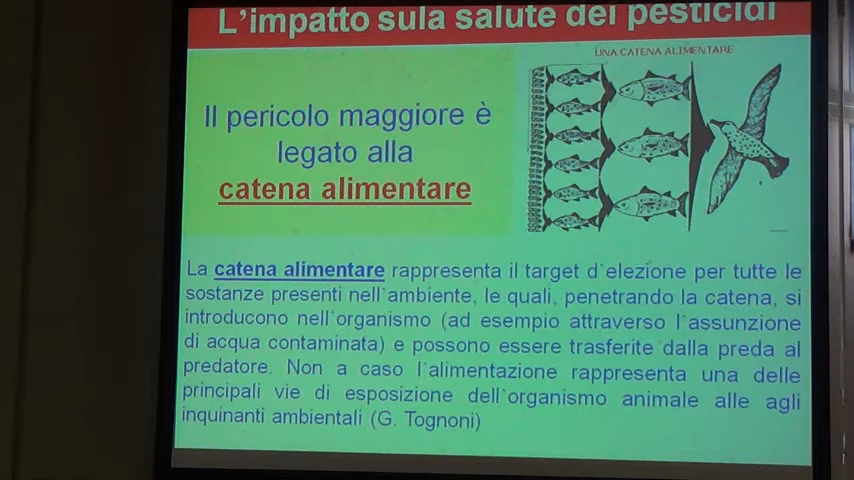 L'impatto sula salute dei pesticidi
UNA CATENA ALIMENTARE
Il pericolo maggiore è
legato alla
catena alimentare
La catena alimentare rappresenta il target d`elezione per tutte le
sostanze presenti nell`ambiente, le quali, penetrando la catena, si
introducono nell`organismo (ad esempio attraverso l`assunzione
di acqua contaminata) e possono essere trasferite dalla preda al
predatore. Non a caso l`alimentazione rappresenta una delle
principali vie di esposizione dell`organismo animale alle agli
inquinanti ambientali (G. Tognoni)